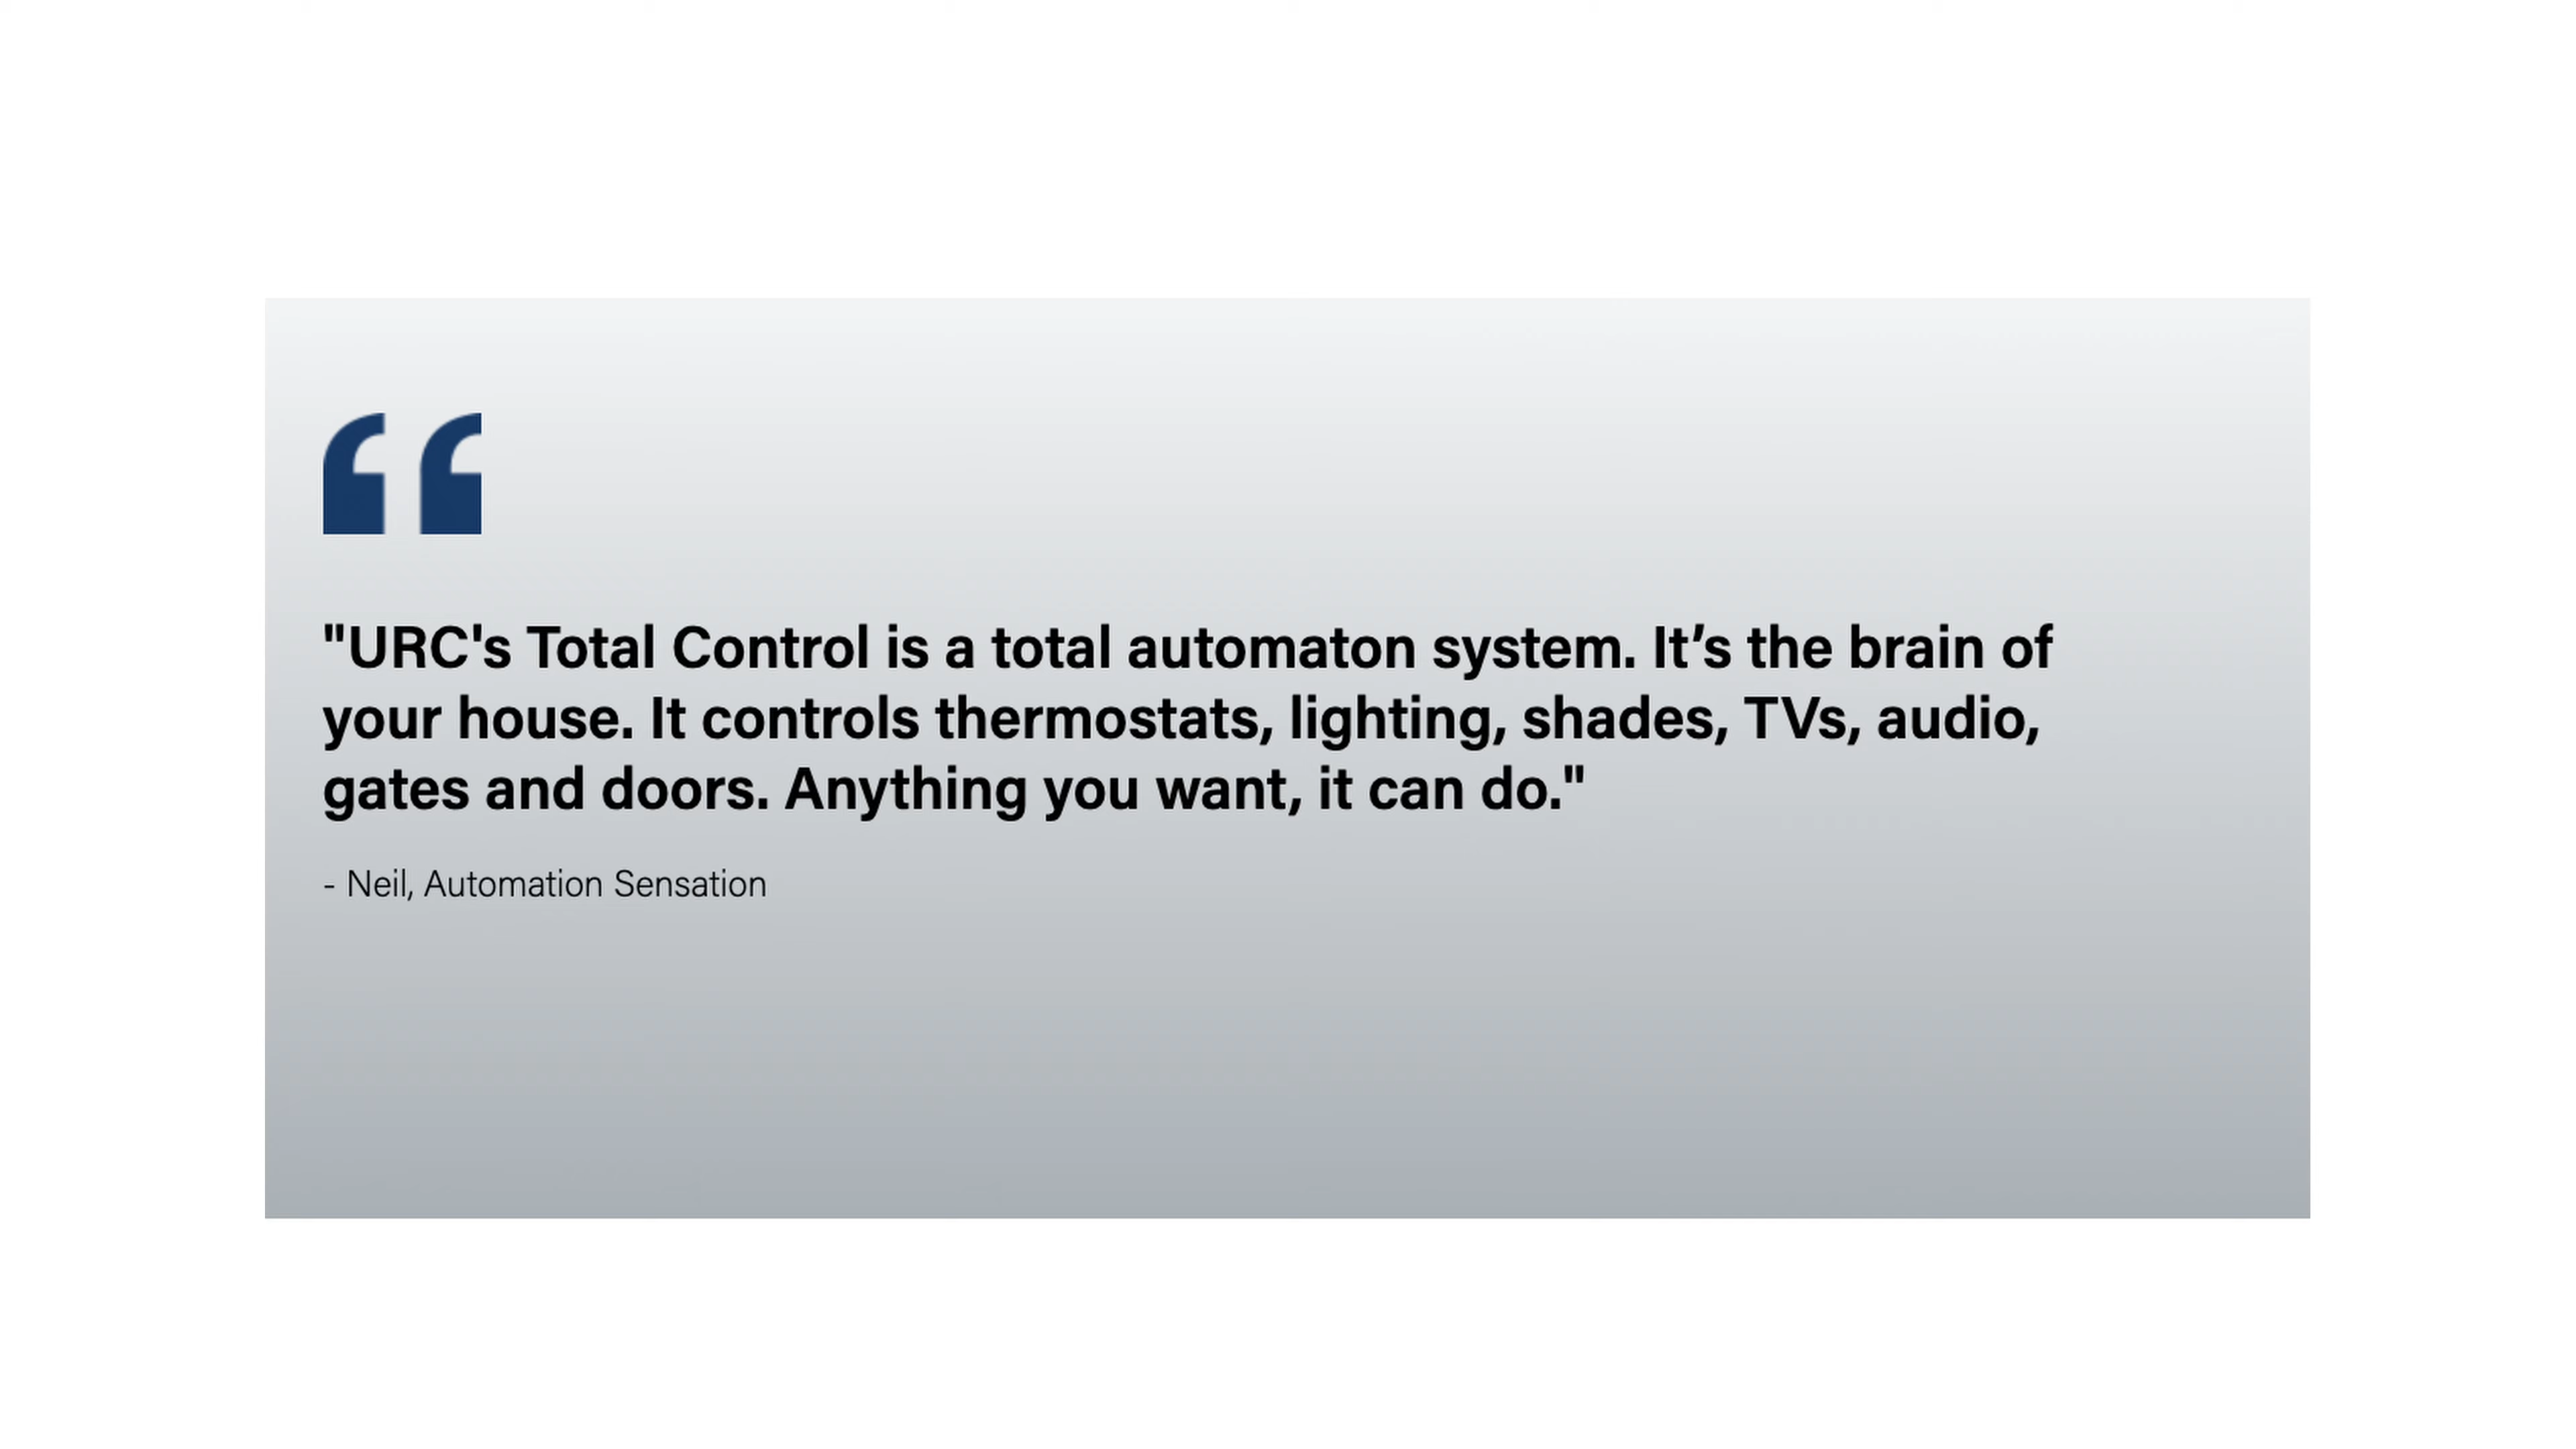 "URC's Total Control is a total automaton system. It’s the brain of
your house. It controls thermostats, lighting, shades, TVs, audio,
gates and doors. Anything you want, it can do."
- Neil, Automation Sensation